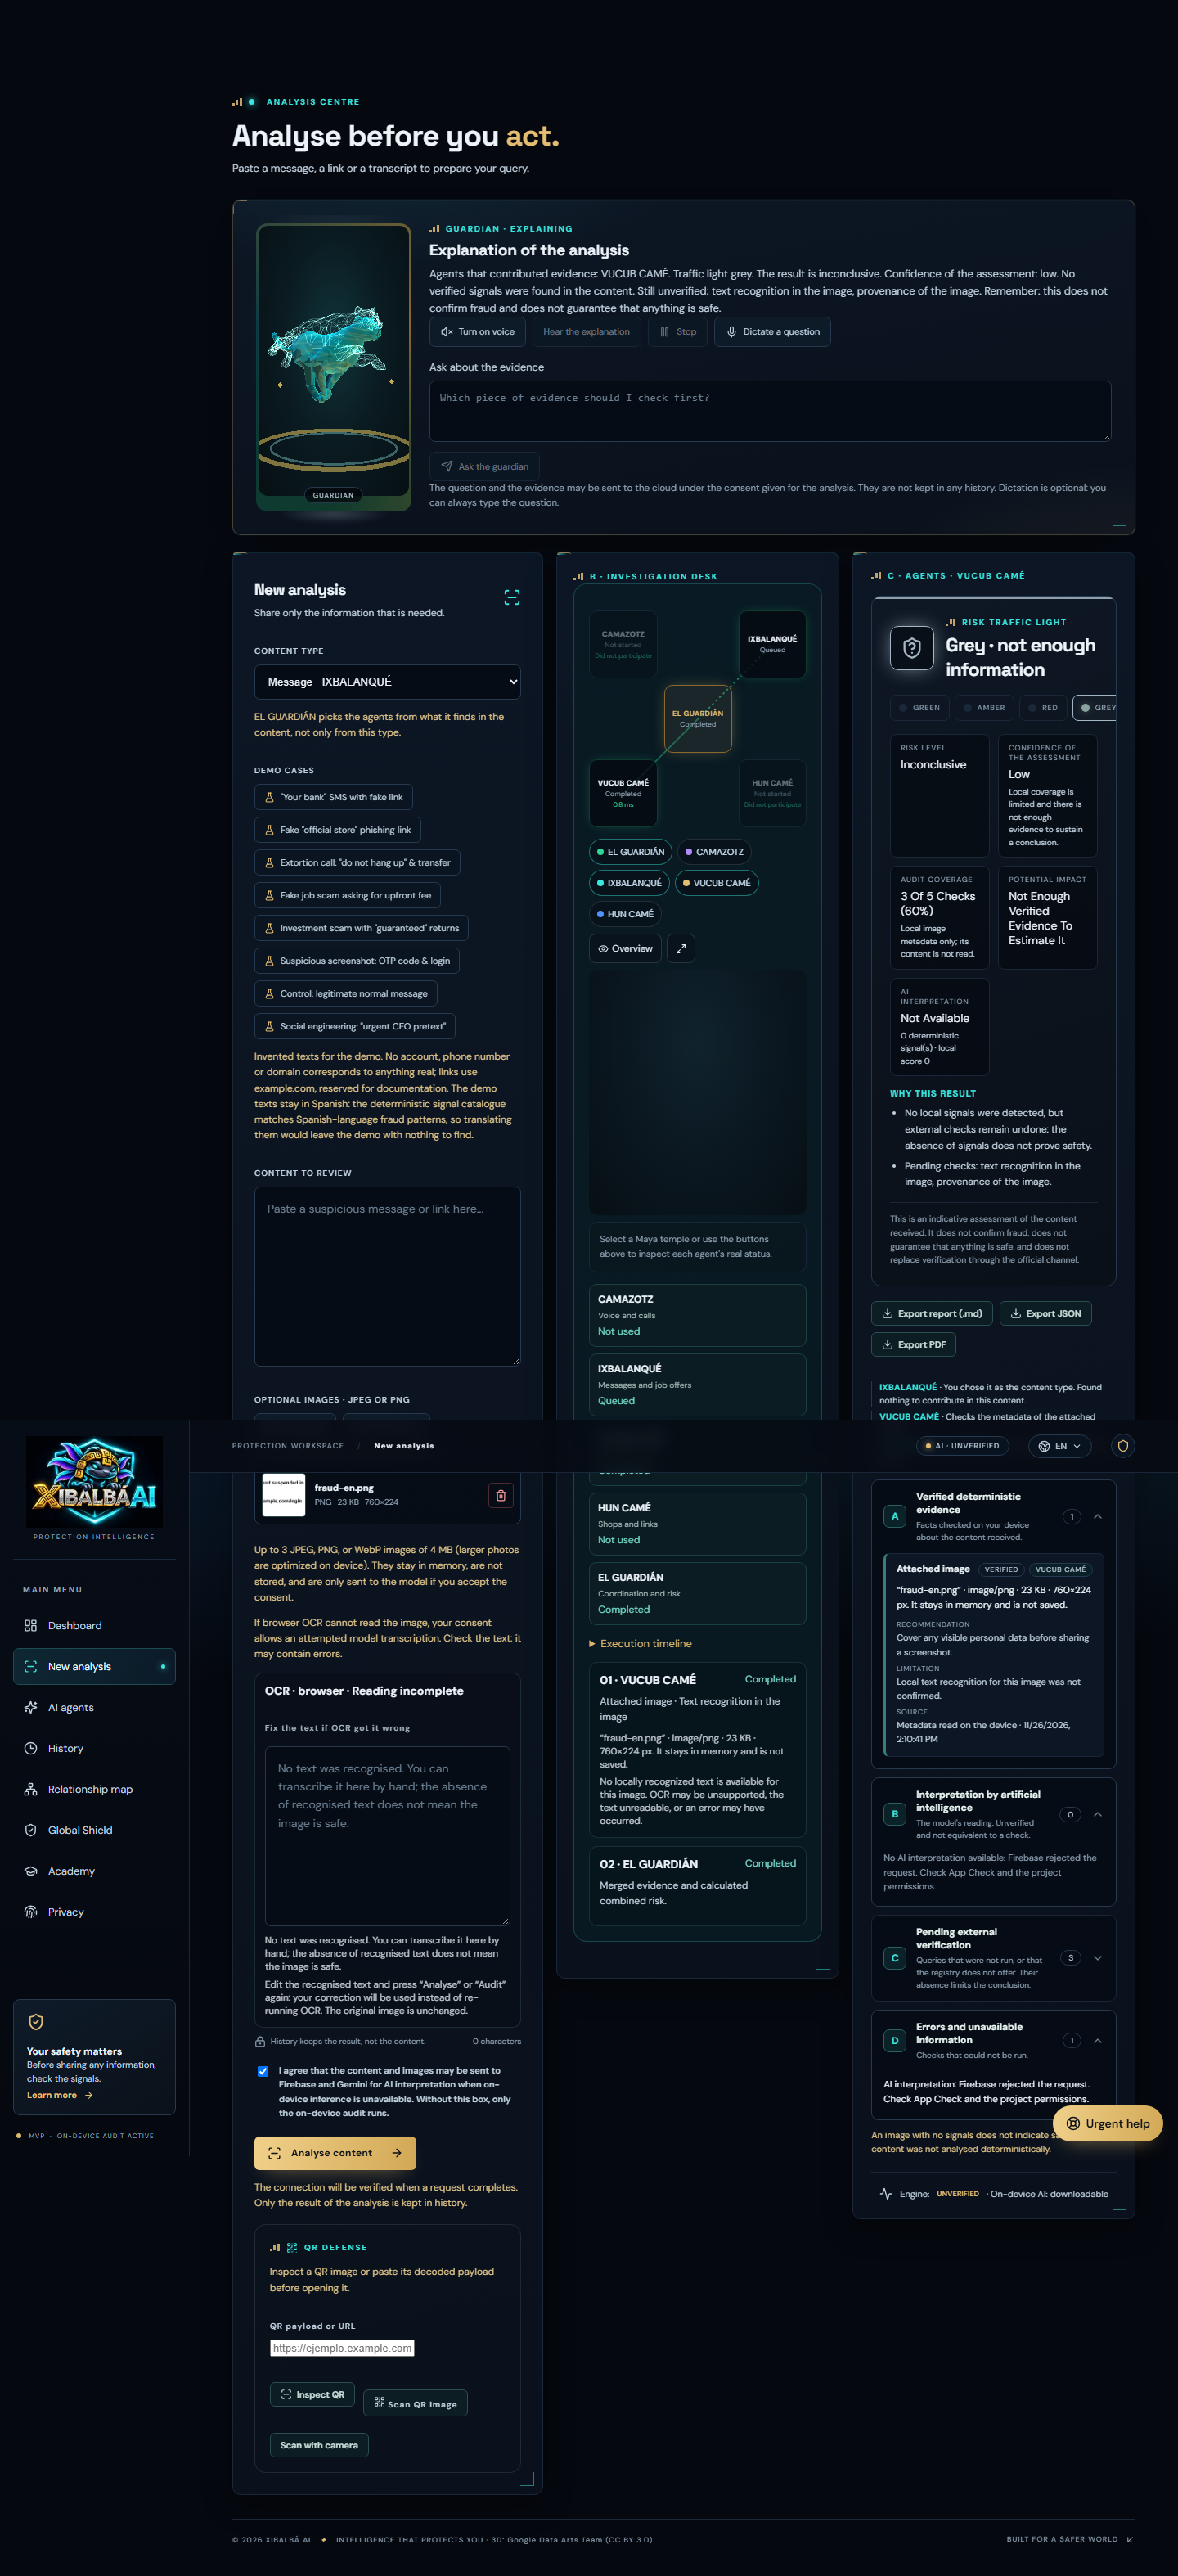 ANALYSIS CENTRE
Analyse before you act.
Paste a message, a link or a transcript to prepare your query.
GUARDIAN · EXPLAINING
Explanation of the analysis
Agents that contributed evidence: VUCUB CAMÉ. Traffic light grey. The result is inconclusive. Confidence of the assessment: low. No
verified signals were found in the content. Still unverified: text recognition in the image, provenance of the image. Remember: this does not
confirm fraud and does not guarantee that anything is safe.
Turn on voice
Hear the explanation
Stop
Dictate a question
Ask about the evidence
Which piece of evidence should I check first?
Ask the guardian
GUARDIAN
The question and the evidence may be sent to the cloud under the consent given for the analysis. They are not kept in any history. Dictation is optional: you
can always type the question.
New analysis
Share only the information that is needed.
CONTENT TYPE
Message · IXBALANQUÉ
EL GUARDIÁN picks the agents from what it finds in the
content, not only from this type.
DEMO CASES
"Your bank" SMS with fake link
Fake "official store" phishing link
Extortion call: "do not hang up" & transfer
Fake job scam asking for upfront fee
Investment scam with "guaranteed" returns
Suspicious screenshot: OTP code & login
Control: legitimate normal message
Social engineering: "urgent CEO pretext"
Invented texts for the demo. No account, phone number
or domain corresponds to anything real; links use
example.com, reserved for documentation. The demo
texts stay in Spanish: the deterministic signal catalogue
matches Spanish-language fraud patterns, so translating
them would leave the demo with nothing to find.
CONTENT TO REVIEW
Paste a suspicious message or link here...
OPTIONAL IMAGES · JPEG OR PNG
B · INVESTIGATION DESK
CAMAZOTZ
Not started
Did not participate
IXBALANQUÉ
Queued
EL GUARDIÁN
Completed
VUCUB CAMÉ
Completed
0.8 ms
HUN CAMÉ
Not started
Did not participate
EL GUARDIÁN
CAMAZOTZ
IXBALANQUÉ
VUCUB CAMÉ
HUN CAMÉ
Overview
Select a Maya temple or use the buttons
above to inspect each agent's real status.
CAMAZOTZ
Voice and calls
Not used
IXBALANQUÉ
Messages and job offers
Queued
C · AGENTS · VUCUB CAMÉ
RISK TRAFFIC LIGHT
Grey · not enough
information
GREEN
AMBER
RED
GREY
RISK LEVEL
Inconclusive
CONFIDENCE OF
THE ASSESSMENT
Low
Local coverage is
limited and there is
not enough
evidence to sustain
a conclusion.
AUDIT COVERAGE
3 Of 5 Checks
(60%)
Local image
metadata only; its
content is not read.
POTENTIAL IMPACT
Not Enough
Verified
Evidence To
Estimate It
AI
INTERPRETATION
Not Available
0 deterministic
signal(s) · local
score 0
WHY THIS RESULT
No local signals were detected, but
external checks remain undone: the
absence of signals does not prove safety.
Pending checks: text recognition in the
image, provenance of the image.
This is an indicative assessment of the content
received. It does not confirm fraud, does not
guarantee that anything is safe, and does not
replace verification through the official channel.
Export report (.md)
Export JSON
Export PDF
IXBALANQUÉ · You chose it as the content type. Found
nothing to contribute in this content.
VUCUB CAMÉ · Checks the metadata of the attached
PROTECTION WORKSPACE / New analysis
AI · UNVERIFIED
EN
XIBALBÁ AI
PROTECTION INTELLIGENCE
MAIN MENU
Dashboard
New analysis
AI agents
History
Relationship map
Global Shield
Academy
Privacy
Your safety matters
Before sharing any information,
check the signals.
Learn more
MVP · ON-DEVICE AUDIT ACTIVE
unt suspended in
ample.com/login
fraud-en.png
PNG · 23 KB · 760×224
Up to 3 JPEG, PNG, or WebP images of 4 MB (larger photos
are optimized on device). They stay in memory, are not
stored, and are only sent to the model if you accept the
consent.
If browser OCR cannot read the image, your consent
allows an attempted model transcription. Check the text: it
may contain errors.
OCR · browser · Reading incomplete
Fix the text if OCR got it wrong
No text was recognised. You can
transcribe it here by hand; the absence
of recognised text does not mean the
image is safe.
No text was recognised. You can transcribe it here by
hand; the absence of recognised text does not mean
the image is safe.
Edit the recognised text and press “Analyse” or “Audit”
again: your correction will be used instead of re-
running OCR. The original image is unchanged.
History keeps the result, not the content.
0 characters
I agree that the content and images may be sent to
Firebase and Gemini for AI interpretation when on-
device inference is unavailable. Without this box, only
the on-device audit runs.
Analyse content
The connection will be verified when a request completes.
Only the result of the analysis is kept in history.
QR DEFENSE
Inspect a QR image or paste its decoded payload
before opening it.
QR payload or URL
https://ejemplo.example.com
Inspect QR
Scan QR image
Scan with camera
Completed
HUN CAMÉ
Shops and links
Not used
EL GUARDIÁN
Coordination and risk
Completed
Execution timeline
01 · VUCUB CAMÉ
Completed
Attached image · Text recognition in the
image
“fraud-en.png” · image/png · 23 KB ·
760×224 px. It stays in memory and is not
saved.
No locally recognized text is available for
this image. OCR may be unsupported, the
text unreadable, or an error may have
occurred.
02 · EL GUARDIÁN
Completed
Merged evidence and calculated
combined risk.
A
Verified deterministic
evidence
Facts checked on your device
about the content received.
1
Attached image
VERIFIED
VUCUB CAMÉ
“fraud-en.png” · image/png · 23 KB · 760×224
px. It stays in memory and is not saved.
RECOMMENDATION
Cover any visible personal data before sharing
a screenshot.
LIMITATION
Local text recognition for this image was not
confirmed.
SOURCE
Metadata read on the device · 11/26/2026,
2:10:41 PM
B
Interpretation by artificial
intelligence
The model's reading. Unverified
and not equivalent to a check.
0
No AI interpretation available: Firebase rejected the
request. Check App Check and the project
permissions.
C
Pending external
verification
Queries that were not run, or that
the registry does not offer. Their
absence limits the conclusion.
3
D
Errors and unavailable
information
Checks that could not be run.
1
AI interpretation: Firebase rejected the request.
Check App Check and the project permissions.
Urgent help
An image with no signals does not indicate
content was not analysed deterministically.
Engine: UNVERIFIED · On-device AI: downloadable
© 2026 XIBALBÁ AI
INTELLIGENCE THAT PROTECTS YOU · 3D: Google Data Arts Team (CC BY 3.0)
BUILT FOR A SAFER WORLD